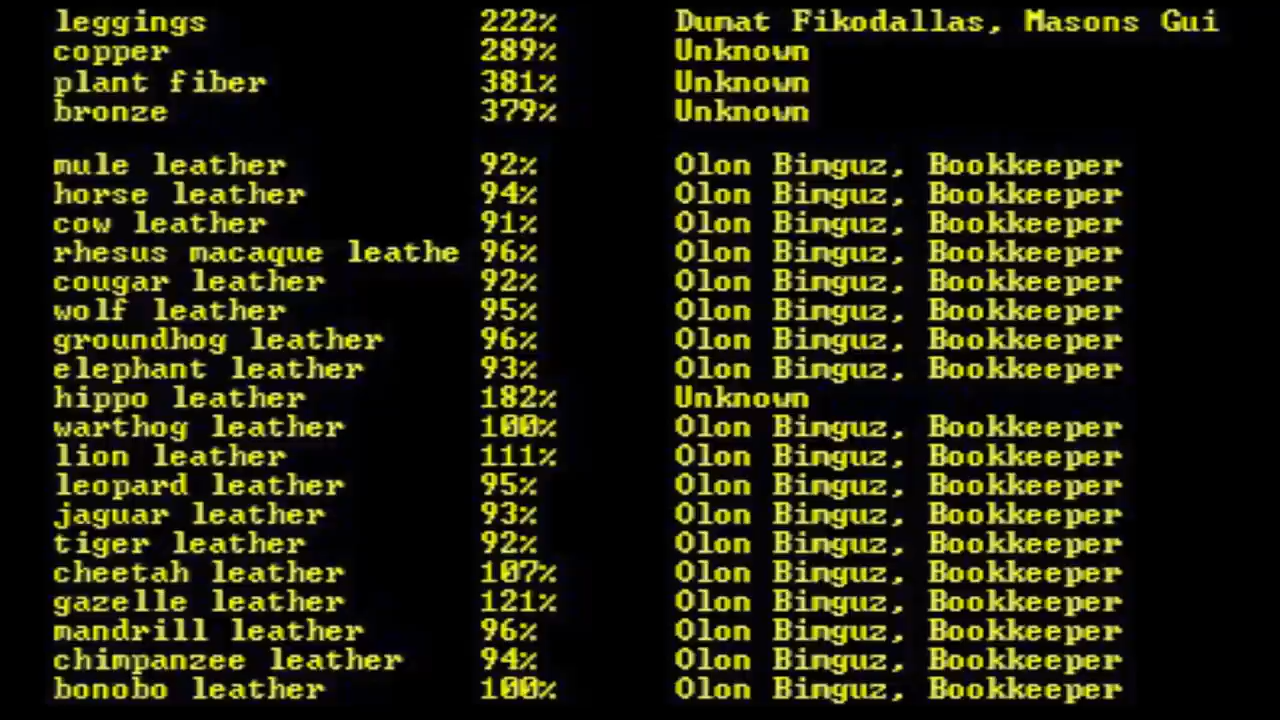 leggings 222% Dumat Fikodallas, Masons Gui
copper 289% Unknown
plant fiber 381% Unknown
bronze 379% Unknown
mule leather 92% Olon Binguz, Bookkeeper
horse leather 94% Olon Binguz, Bookkeeper
cow leather 91% Olon Binguz, Bookkeeper
rhesus macaque leathe 96% Olon Binguz, Bookkeeper
cougar leather 92% Olon Binguz, Bookkeeper
wolf leather 95% Olon Binguz, Bookkeeper
groundhog leather 96% Olon Binguz, Bookkeeper
elephant leather 93% Olon Binguz, Bookkeeper
hippo leather 182% Unknown
warthog leather 100% Olon Binguz, Bookkeeper
lion leather 111% Olon Binguz, Bookkeeper
leopard leather 95% Olon Binguz, Bookkeeper
jaguar leather 93% Olon Binguz, Bookkeeper
tiger leather 92% Olon Binguz, Bookkeeper
cheetah leather 107% Olon Binguz, Bookkeeper
gazelle leather 121% Olon Binguz, Bookkeeper
mandrill leather 96% Olon Binguz, Bookkeeper
chimpanzee leather 94% Olon Binguz, Bookkeeper
bonobo leather 100% Olon Binguz, Bookkeeper